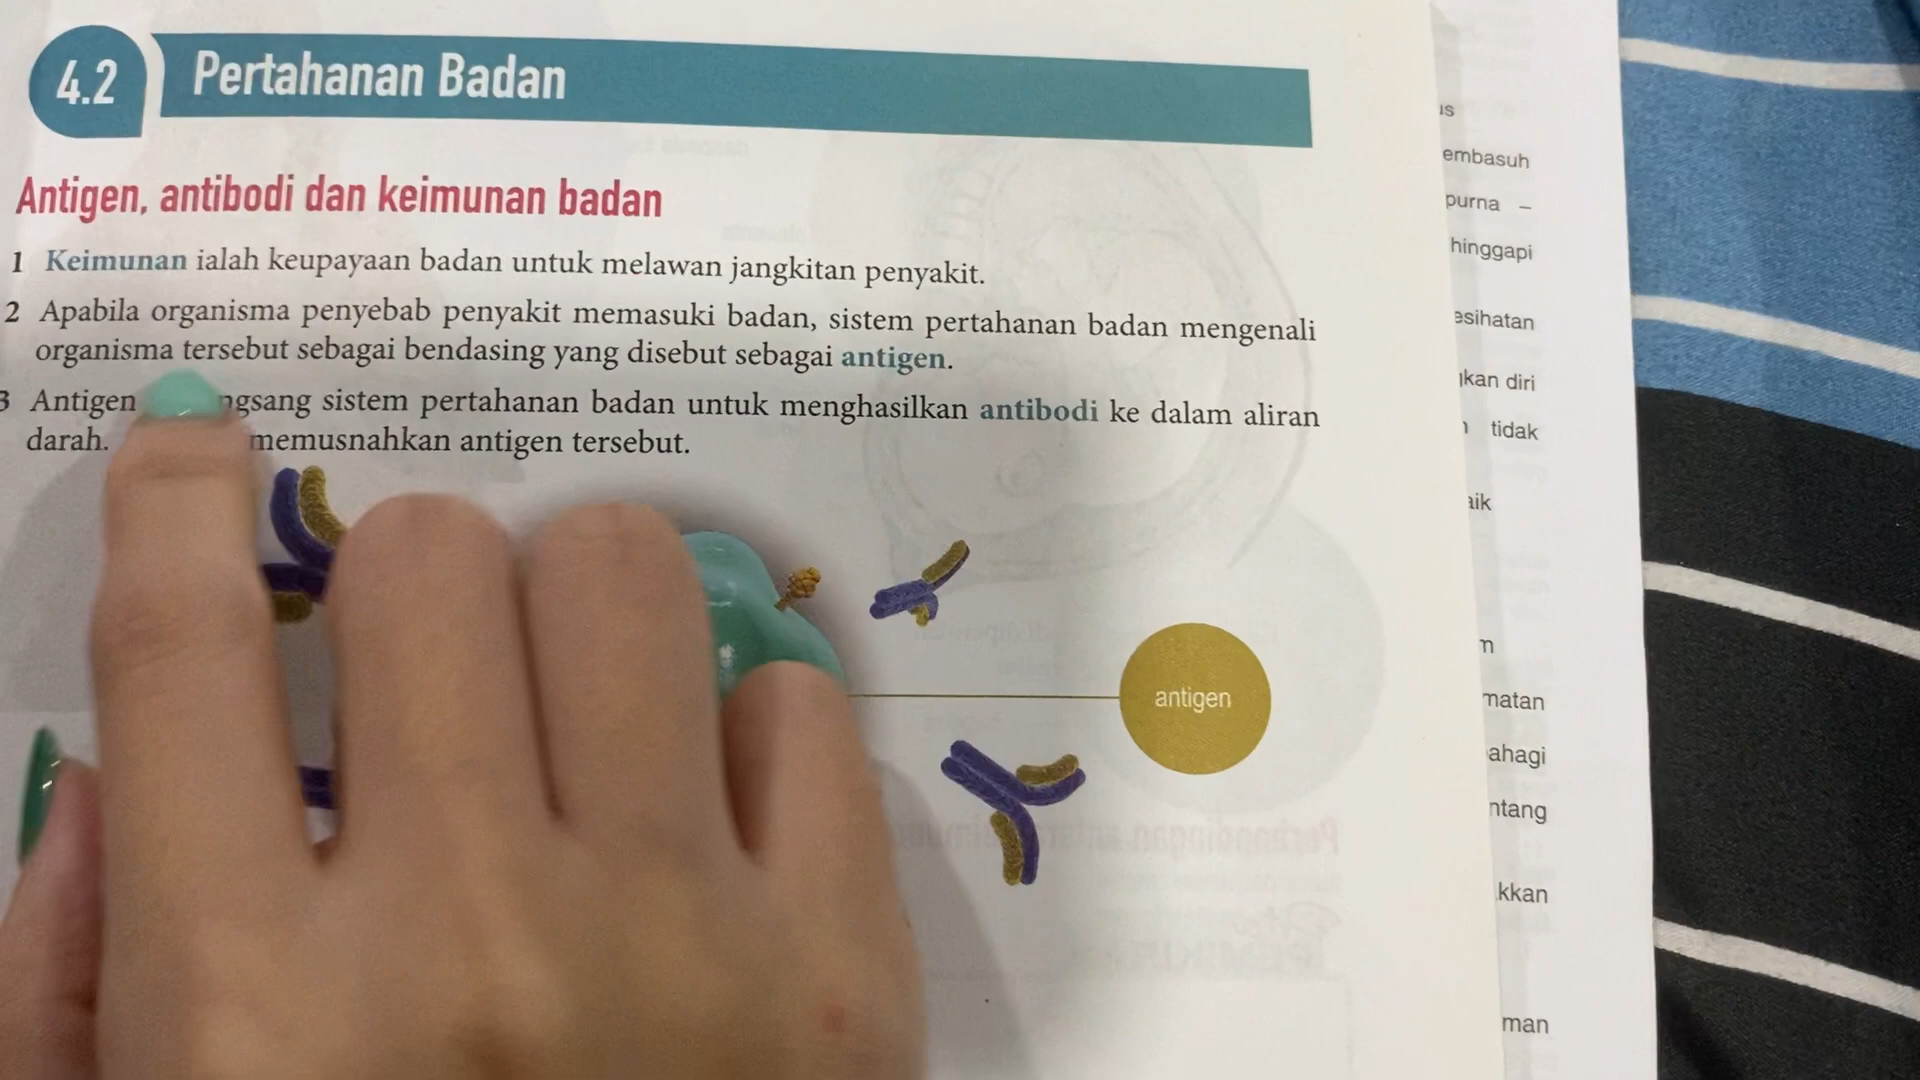 4.2 Pertahanan Badan
Antigen, antibodi dan keimunan badan
1 Keimunan ialah keupayaan badan untuk melawan jangkitan penyakit.
2 Apabila organisma penyebab penyakit memasuki badan, sistem pertahanan badan mengenali
organisma tersebut sebagai bendasing yang disebut sebagai antigen.
3 Antigen ngsang sistem pertahanan badan untuk menghasilkan antibodi ke dalam aliran
darah. memusnahkan antigen tersebut.
antigen
us
embasuh
purna –
hinggapi
esihatan
kan diri
tidak
aik
m
matan
ahagi
ntang
kkan
man